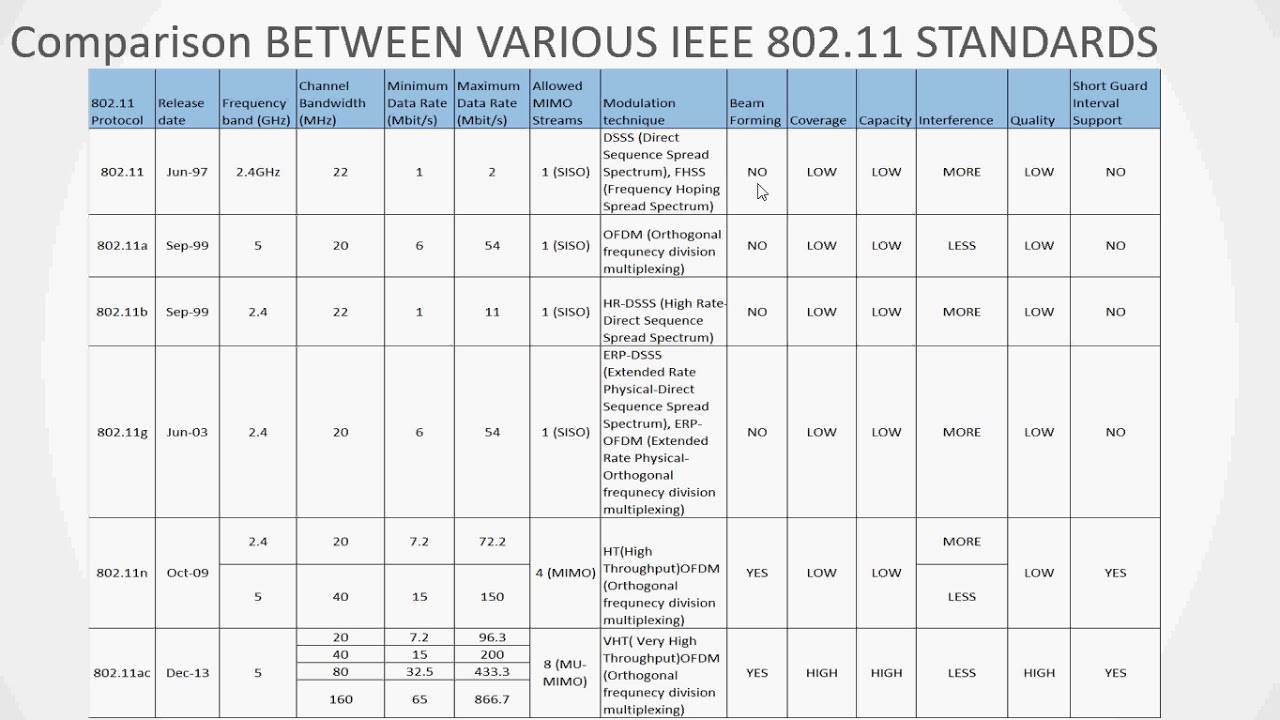 Comparison BETWEEN VARIOUS IEEE 802.11 STANDARDS
802.11 Protocol | Release date | Frequency band (GHz) | Channel Bandwidth (MHz) | Minimum Data Rate (Mbit/s) | Maximum Data Rate (Mbit/s) | Allowed MIMO Streams | Modulation technique | Beam Forming | Coverage | Capacity | Interference | Quality | Short Guard Interval Support
802.11 | Jun-97 | 2.4GHz | 22 | 1 | 2 | 1 (SISO) | DSSS (Direct Sequence Spread Spectrum), FHSS (Frequency Hoping Spread Spectrum) | NO | LOW | LOW | MORE | LOW | NO
802.11a | Sep-99 | 5 | 20 | 6 | 54 | 1 (SISO) | OFDM (Orthogonal frequnecy division multiplexing) | NO | LOW | LOW | LESS | LOW | NO
802.11b | Sep-99 | 2.4 | 22 | 1 | 11 | 1 (SISO) | HR-DSSS (High Rate-Direct Sequence Spread Spectrum) | NO | LOW | LOW | MORE | LOW | NO
802.11g | Jun-03 | 2.4 | 20 | 6 | 54 | 1 (SISO) | ERP-DSSS (Extended Rate Physical-Direct Sequence Spread Spectrum), ERP-OFDM (Extended Rate Physical-Orthogonal frequnecy division multiplexing) | NO | LOW | LOW | MORE | LOW | NO
802.11n | Oct-09 | 2.4 | 20 | 7.2 | 72.2 | 4 (MIMO) | HT(High Throughput)OFDM (Orthogonal frequnecy division multiplexing) | YES | LOW | LOW | MORE | LOW | YES
5 | 40 | 15 | 150 | LESS
802.11ac | Dec-13 | 5 | 20 | 7.2 | 96.3 | 8 (MU-MIMO) | VHT( Very High Throughput)OFDM (Orthogonal frequnecy division multiplexing) | YES | HIGH | HIGH | LESS | HIGH | YES
40 | 15 | 200
80 | 32.5 | 433.3
160 | 65 | 866.7